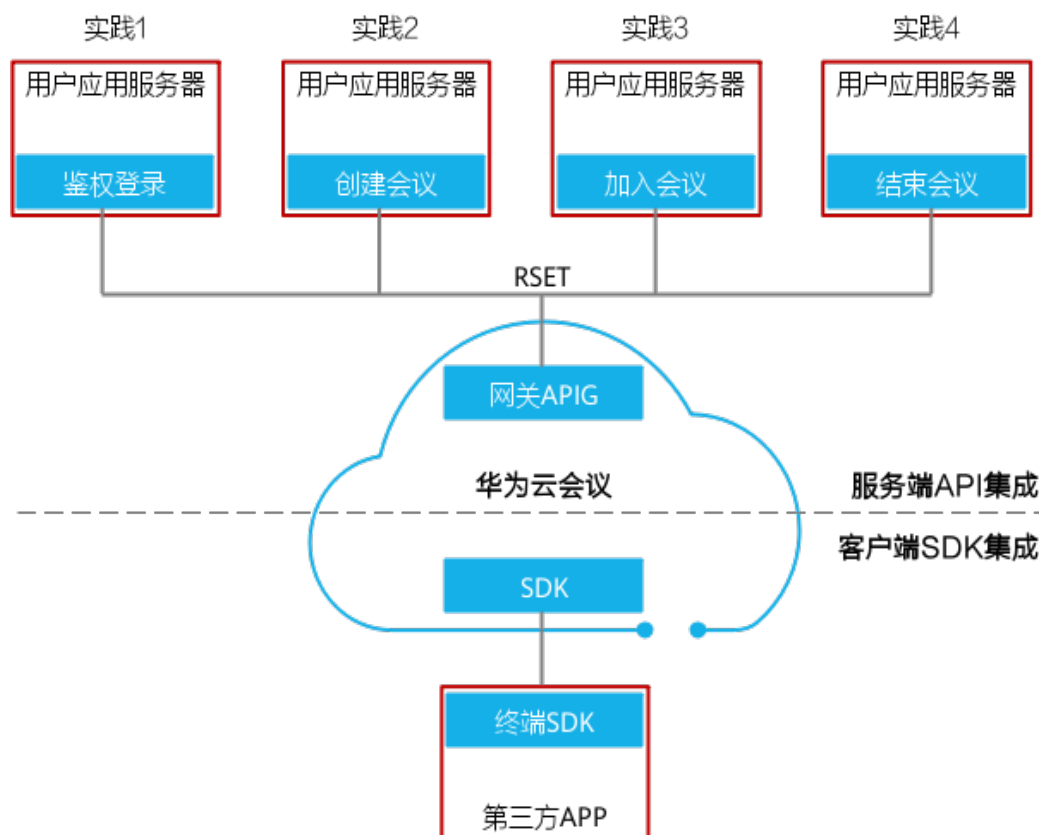 实践1 实践2 实践3 实践4
用户应用服务器 用户应用服务器 用户应用服务器 用户应用服务器
鉴权登录 创建会议 加入会议 结束会议
RSET
网关APIG
华为云会议 服务端API集成
客户端SDK集成
SDK
终端SDK
第三方APP